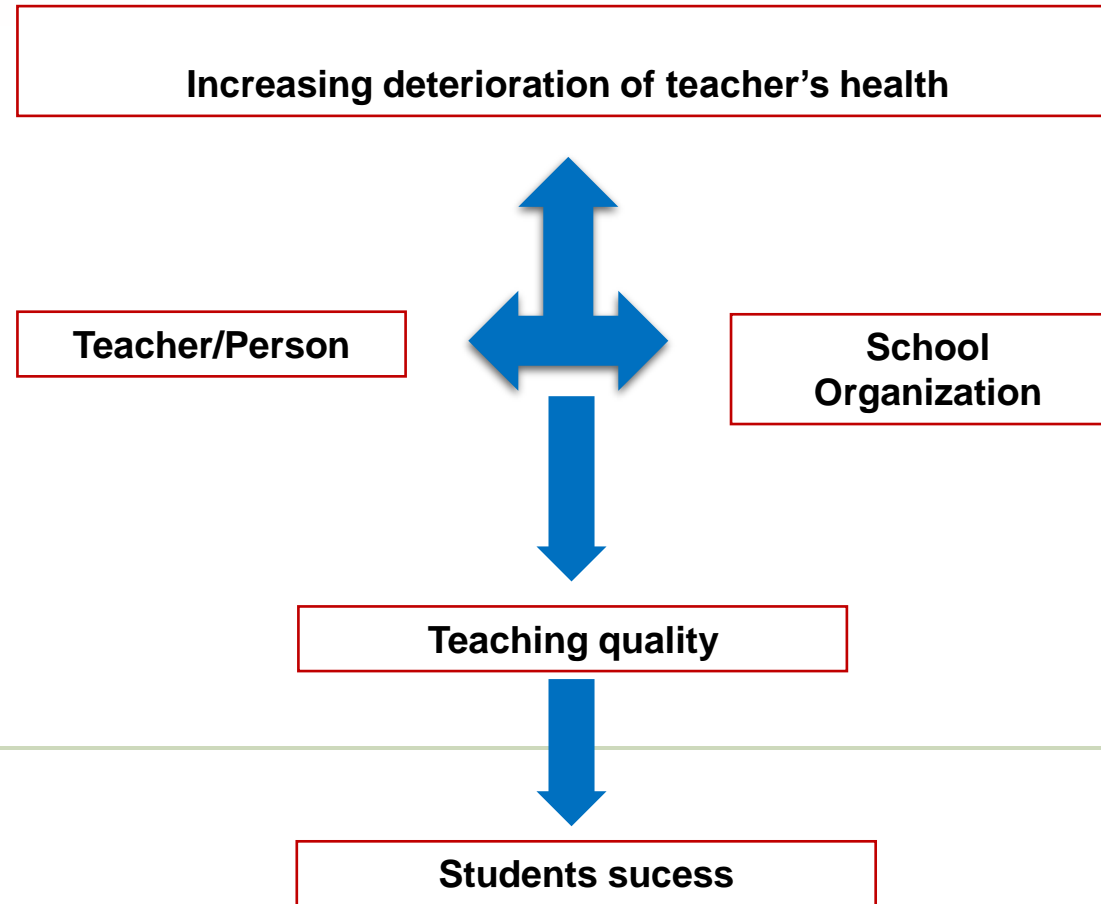 Increasing deterioration of teacher’s health
Teacher/Person
School
Organization
Teaching quality
Students sucess